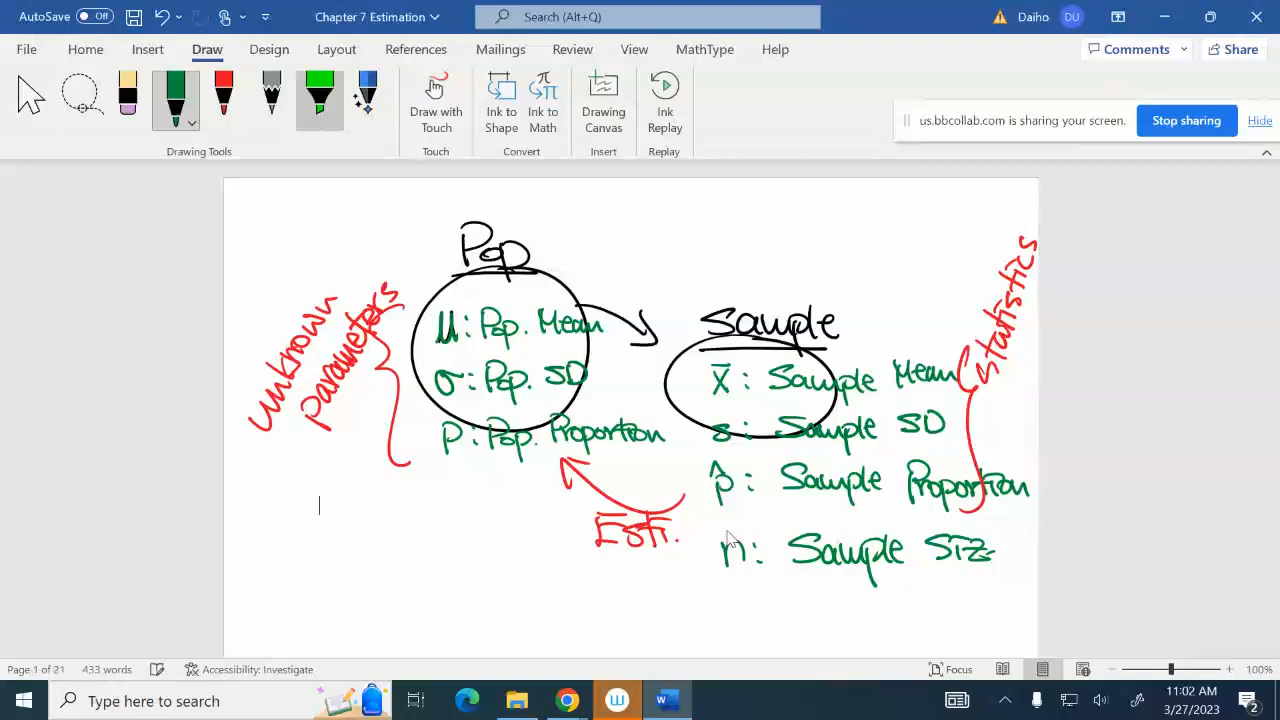 AutoSave Off
Chapter 7 Estimation
Search (Alt+Q)
Daiho DU
File Home Insert Draw Design Layout References Mailings Review View MathType Help
Comments Share
Draw with Touch
Ink to Shape
Ink to Math
Drawing Canvas
Ink Replay
Drawing Tools Touch Convert Insert Replay
us.bbcollab.com is sharing your screen. Stop sharing Hide
Pop
μ: Pop. Mean
σ: Pop. SD
p: Pop. Proportion
unknown parameters
Sample
x̄: Sample Mean
s: Sample SD
p̂: Sample Proportion
n: Sample Size
Statistics
Esti.
Page 1 of 21 433 words Accessibility: Investigate Focus 100%
Type here to search
W
W
11:02 AM
3/27/2023
2